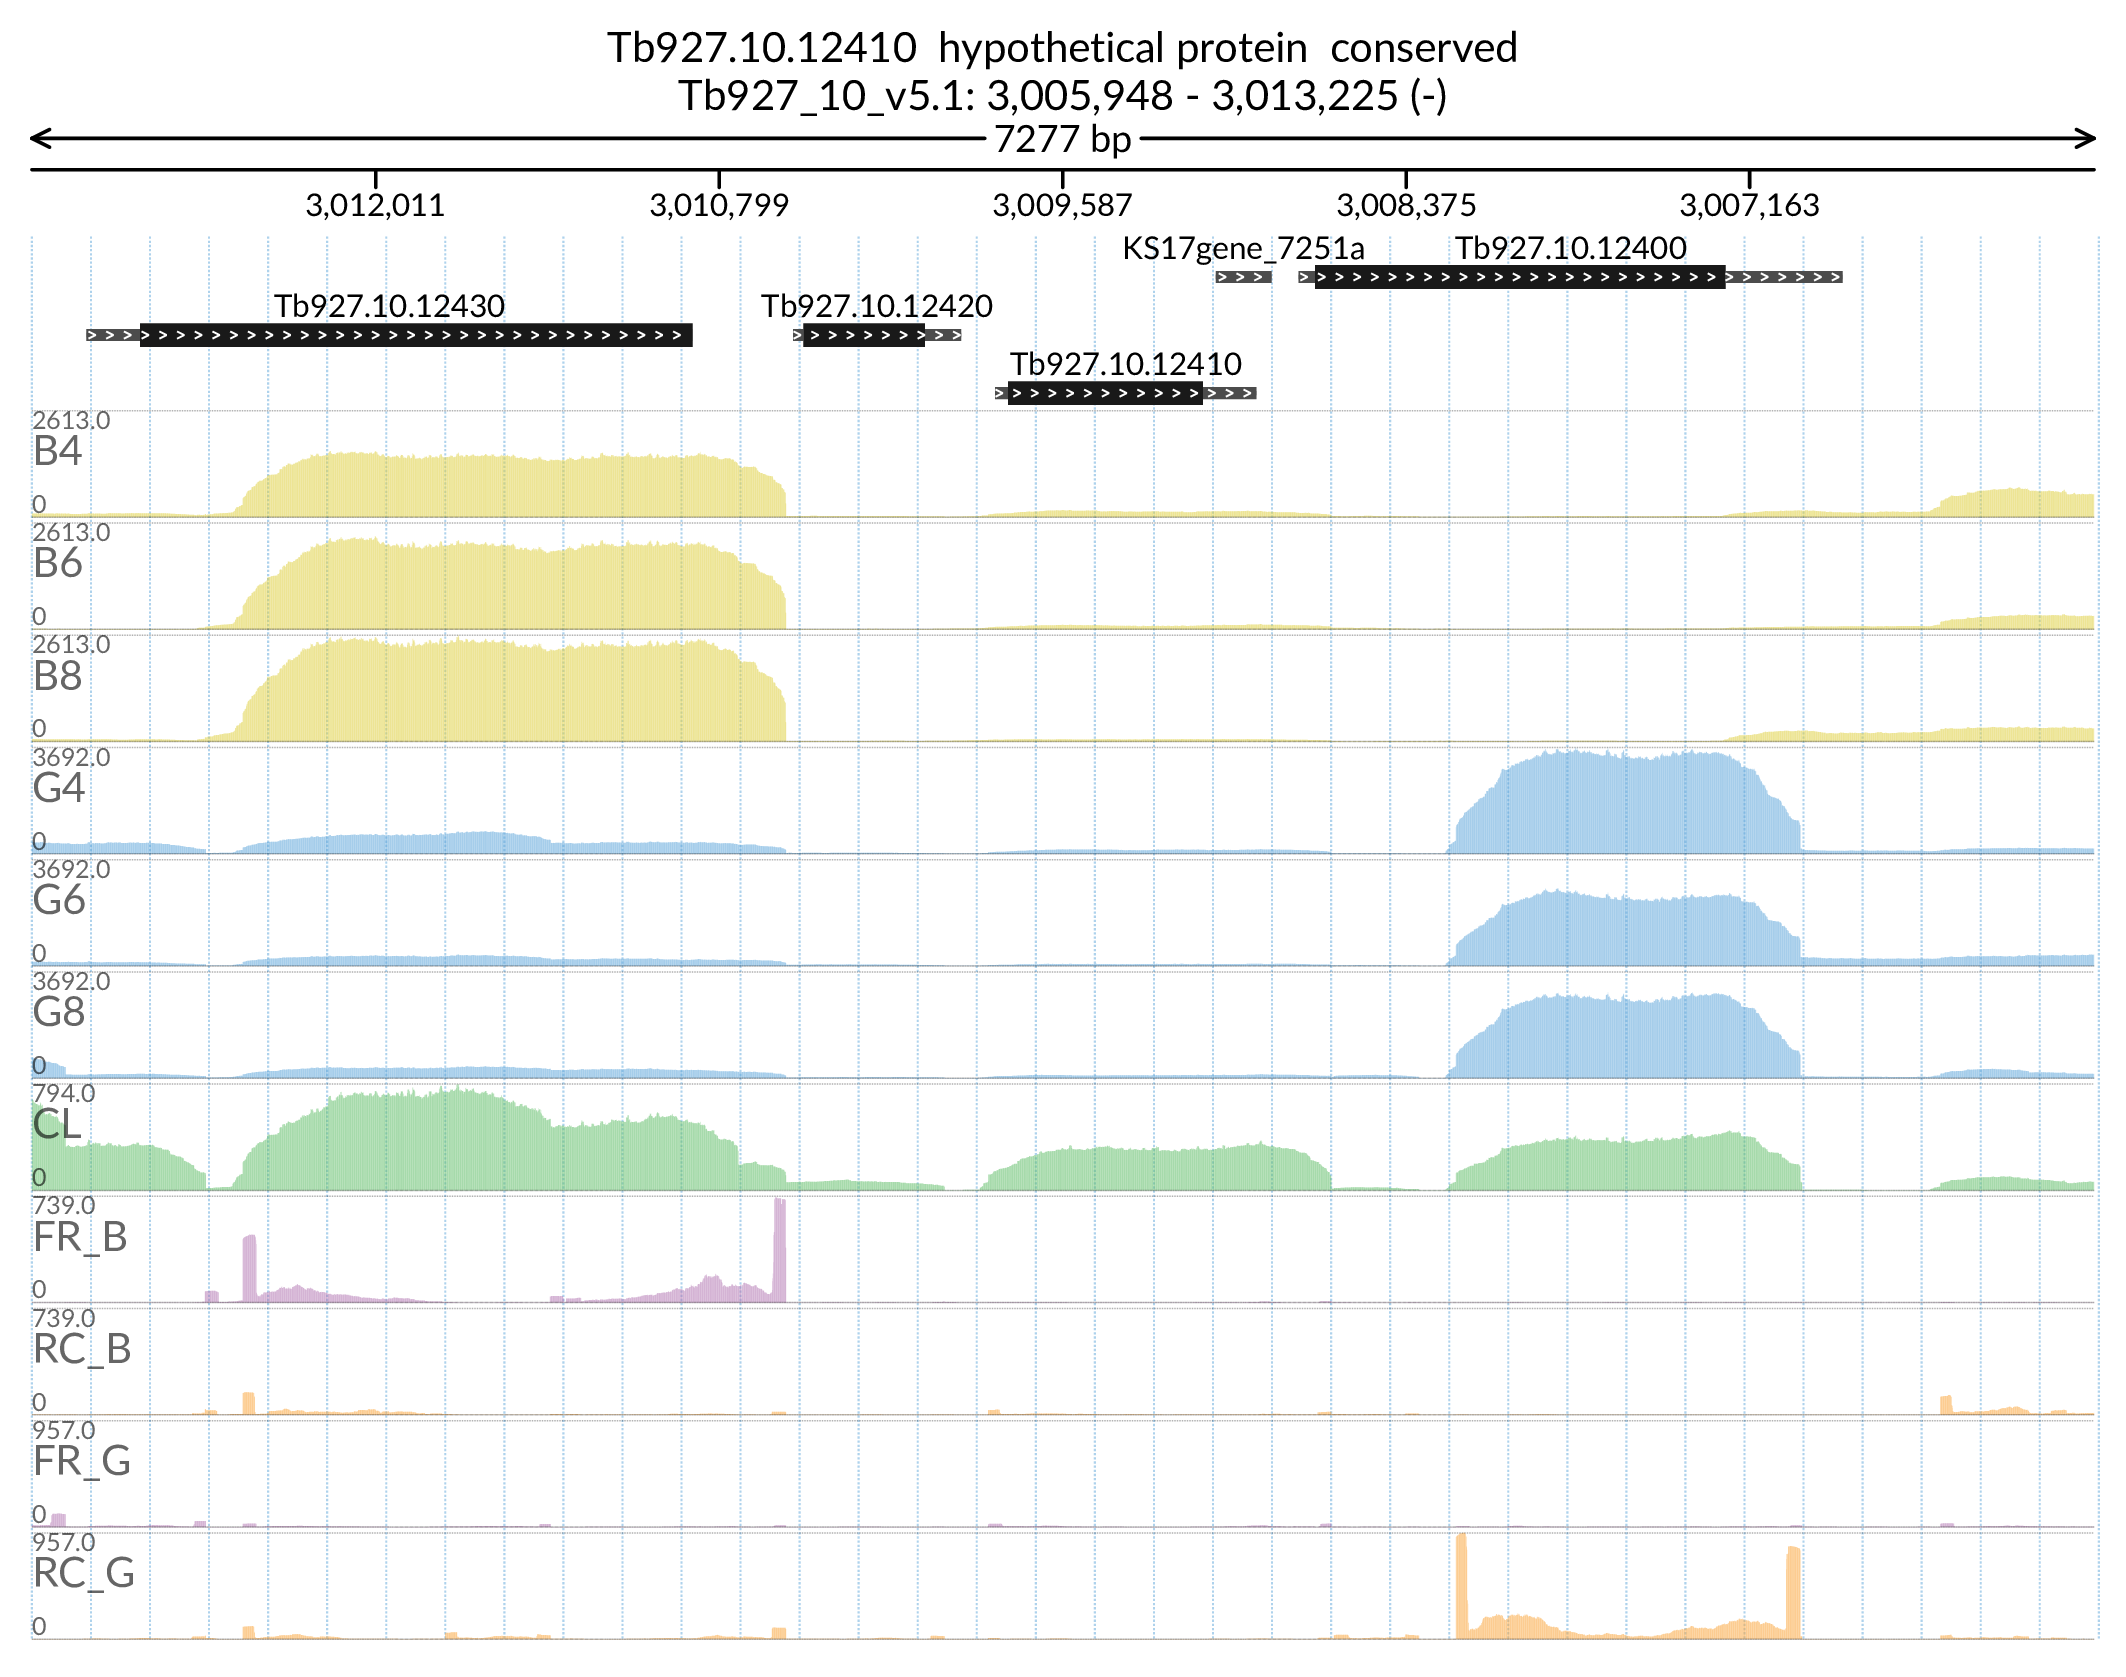 Tb927.10.12410 hypothetical protein conserved
Tb927_10_v5.1: 3,005,948 - 3,013,225 (-)
7277 bp
3,012,011 3,010,799 3,009,587 3,008,375 3,007,163
KS17gene_7251a Tb927.10.12400
Tb927.10.12430 Tb927.10.12420
Tb927.10.12410
2613.0
B4
0
2613.0
B6
0
2613.0
B8
0
3692.0
G4
0
3692.0
G6
0
3692.0
G8
0
794.0
CL
0
739.0
FR_B
0
739.0
RC_B
0
957.0
FR_G
0
957.0
RC_G
0